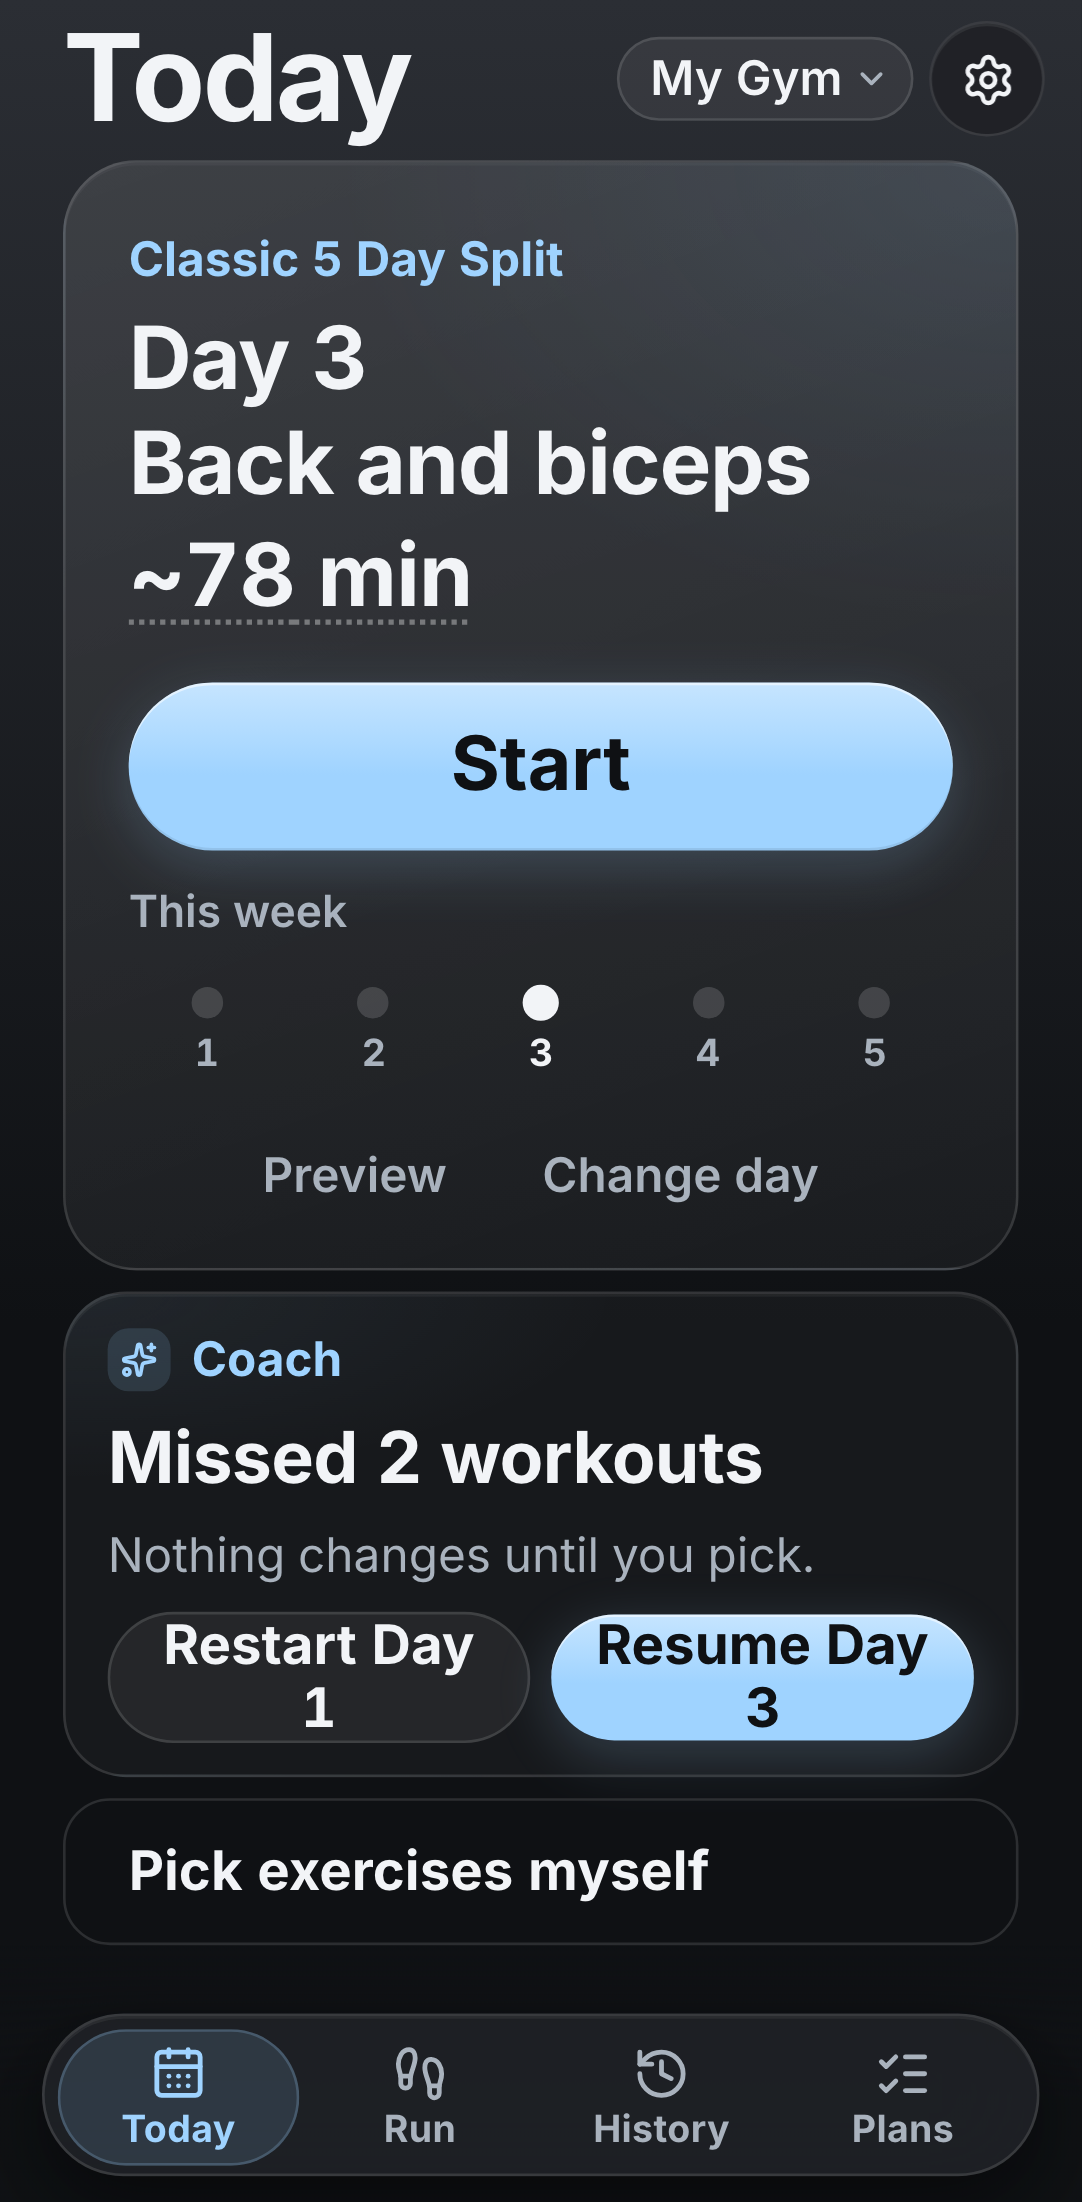 Today
My Gym
Classic 5 Day Split
Day 3
Back and biceps
~78 min
Start
This week
1 2 3 4 5
Preview Change day
Coach
Missed 2 workouts
Nothing changes until you pick.
Restart Day
1
Resume Day
3
Pick exercises myself
Today Run History Plans